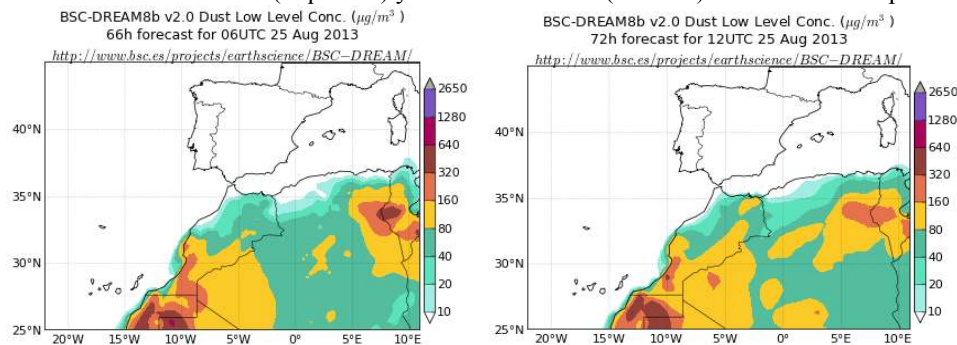 BSC-DREAM8b v2.0 Dust Low Level Conc. (μg/m³ )
66h forecast for 06UTC 25 Aug 2013
http://www.bsc.es/projects/earthscience/BSC-DREAM/
40°N
35°N
30°N
25°N
20°W 15°W 10°W 5°W 0°E 5°E 10°E
2650
1280
640
320
160
80
40
20
10
BSC-DREAM8b v2.0 Dust Low Level Conc. (μg/m³ )
72h forecast for 12UTC 25 Aug 2013
http://www.bsc.es/projects/earthscience/BSC-DREAM/
40°N
35°N
30°N
25°N
20°W 15°W 10°W 5°W 0°E 5°E 10°E
2650
1280
640
320
160
80
40
20
10